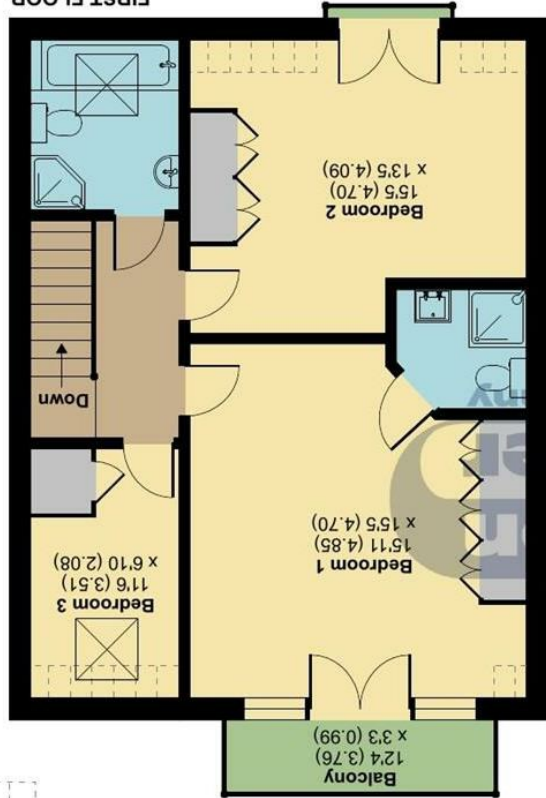 Balcony
12'4 (3.76)
x 3'3 (0.99)
Bedroom 3
11'6 (3.51)
x 6'10 (2.08)
Bedroom 1
15'11 (4.85)
x 15'5 (4.70)
Down
Bedroom 2
15'5 (4.70)
x 13'5 (4.09)
FIRST FLOOR